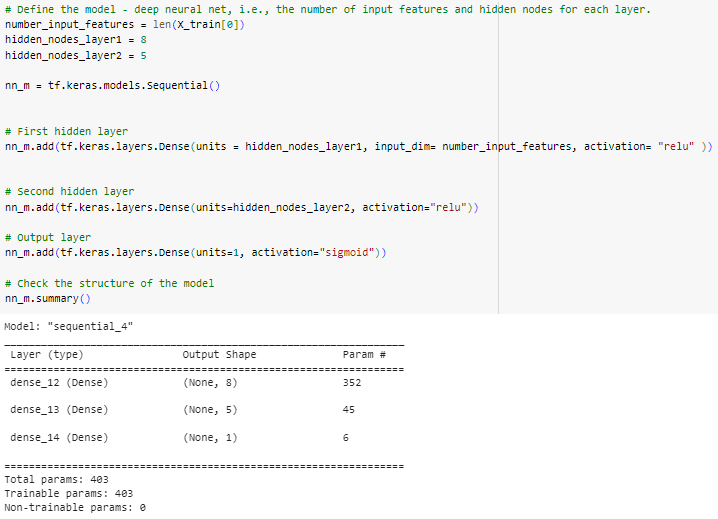 # Define the model - deep neural net, i.e., the number of input features and hidden nodes for each layer.
number_input_features = len(X_train[0])
hidden_nodes_layer1 = 8
hidden_nodes_layer2 = 5
nn_m = tf.keras.models.Sequential()
# First hidden layer
nn_m.add(tf.keras.layers.Dense(units = hidden_nodes_layer1, input_dim= number_input_features, activation= "relu" ))
# Second hidden layer
nn_m.add(tf.keras.layers.Dense(units=hidden_nodes_layer2, activation="relu"))
# Output layer
nn_m.add(tf.keras.layers.Dense(units=1, activation="sigmoid"))
# Check the structure of the model
nn_m.summary()
Model: "sequential_4"
Layer (type) Output Shape Param #
dense_12 (Dense) (None, 8) 352
dense_13 (Dense) (None, 5) 45
dense_14 (Dense) (None, 1) 6
Total params: 403
Trainable params: 403
Non-trainable params: 0